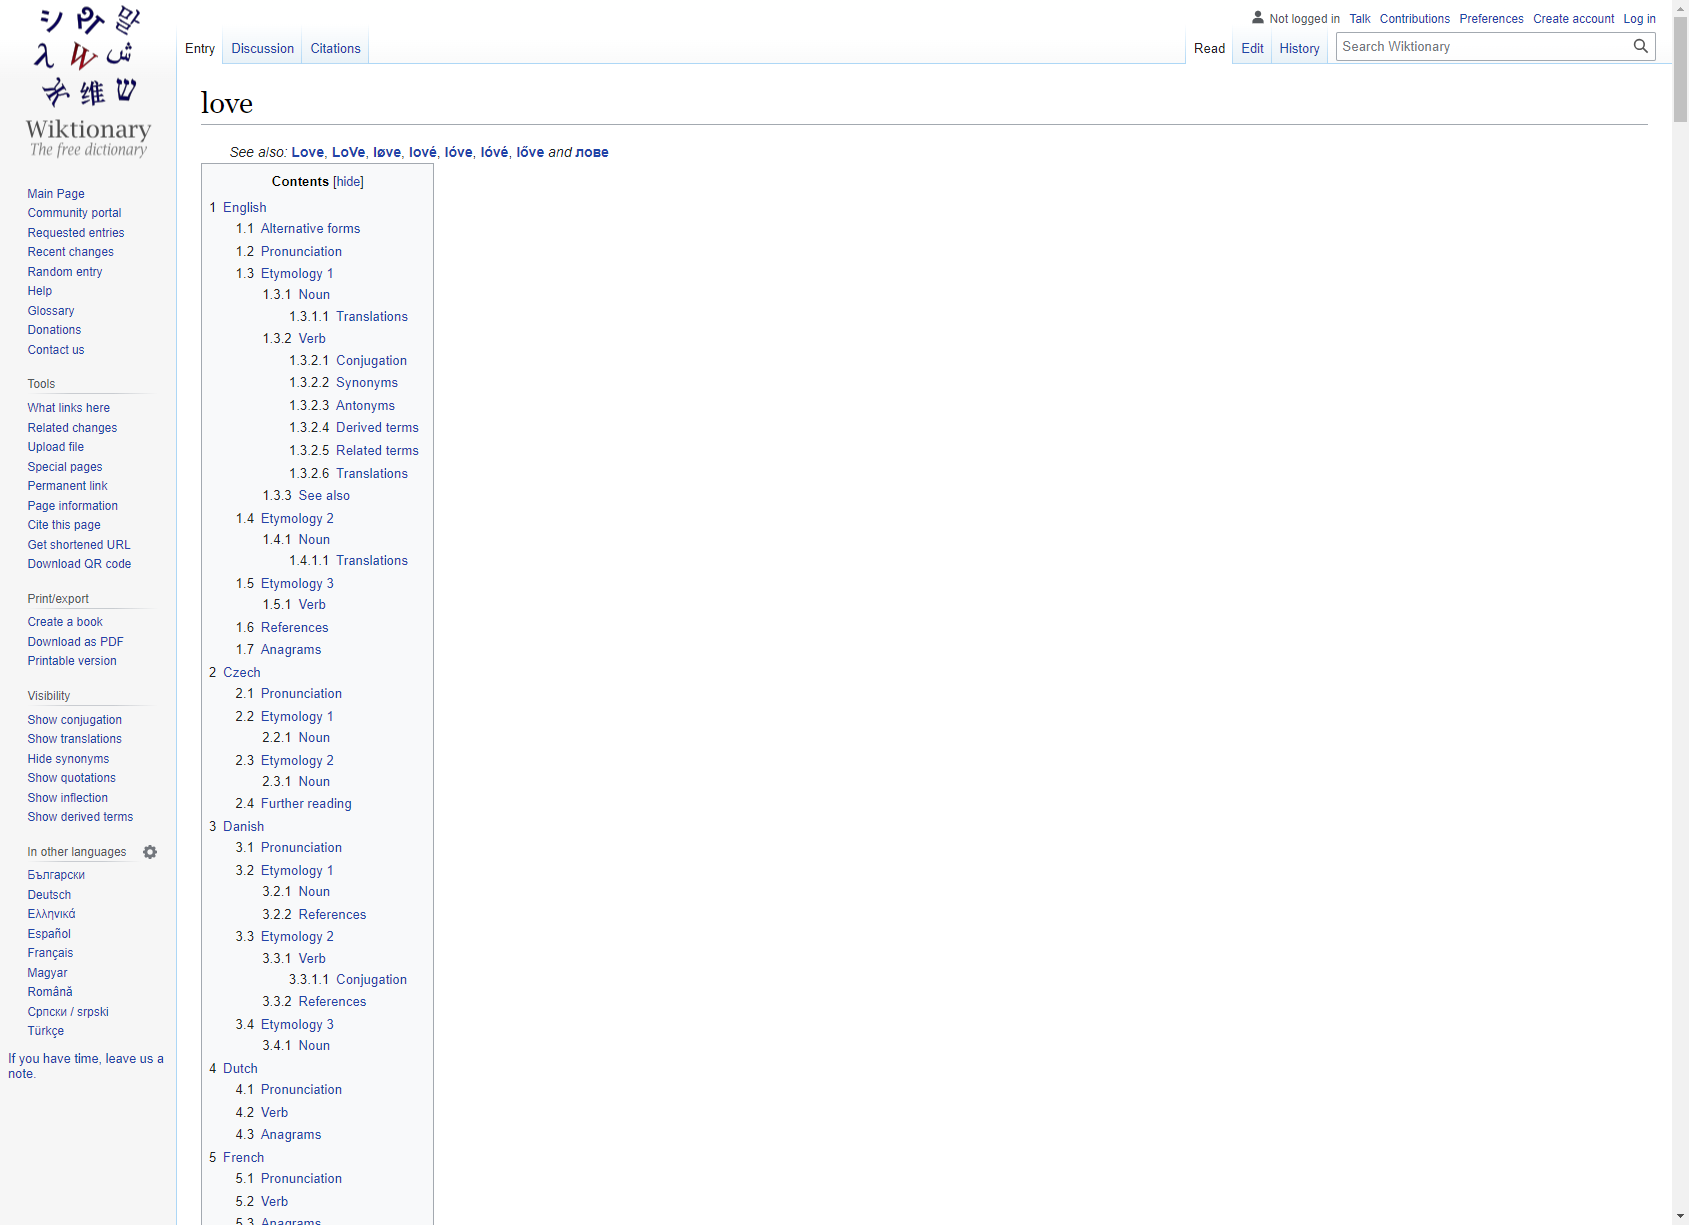 シ य 말
λ W ش
维 ש
Wiktionary
The free dictionary
Main Page
Community portal
Requested entries
Recent changes
Random entry
Help
Glossary
Donations
Contact us
Tools
What links here
Related changes
Upload file
Special pages
Permanent link
Page information
Cite this page
Get shortened URL
Download QR code
Print/export
Create a book
Download as PDF
Printable version
Visibility
Show conjugation
Show translations
Hide synonyms
Show quotations
Show inflection
Show derived terms
In other languages
Български
Deutsch
Ελληνικά
Español
Français
Magyar
Română
Српски / srpski
Türkçe
If you have time, leave us a
note.
Not logged in Talk Contributions Preferences Create account Log in
Entry Discussion Citations Read Edit History Search Wiktionary
love
See also: Love, LoVe, løve, lové, lóve, lóvé, lőve and лове
Contents [hide]
1 English
1.1 Alternative forms
1.2 Pronunciation
1.3 Etymology 1
1.3.1 Noun
1.3.1.1 Translations
1.3.2 Verb
1.3.2.1 Conjugation
1.3.2.2 Synonyms
1.3.2.3 Antonyms
1.3.2.4 Derived terms
1.3.2.5 Related terms
1.3.2.6 Translations
1.3.3 See also
1.4 Etymology 2
1.4.1 Noun
1.4.1.1 Translations
1.5 Etymology 3
1.5.1 Verb
1.6 References
1.7 Anagrams
2 Czech
2.1 Pronunciation
2.2 Etymology 1
2.2.1 Noun
2.3 Etymology 2
2.3.1 Noun
2.4 Further reading
3 Danish
3.1 Pronunciation
3.2 Etymology 1
3.2.1 Noun
3.2.2 References
3.3 Etymology 2
3.3.1 Verb
3.3.1.1 Conjugation
3.3.2 References
3.4 Etymology 3
3.4.1 Noun
4 Dutch
4.1 Pronunciation
4.2 Verb
4.3 Anagrams
5 French
5.1 Pronunciation
5.2 Verb
5.3 Anagrams